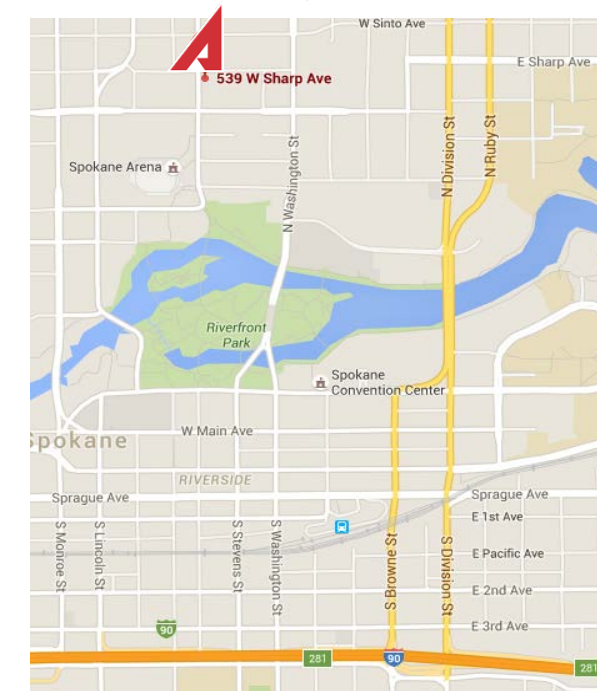 W Sinto Ave
E Sharp Ave
539 W Sharp Ave
N Division St
N Ruby St
Spokane Arena
N Washington St
Riverfront
Park
Spokane
Convention Center
W Main Ave
Spokane
RIVERSIDE
Sprague Ave
Sprague Ave
E 1st Ave
S Monroe St
S Lincoln St
S Stevens St
S Washington St
S Browne St
S Division St
E Pacific Ave
E 2nd Ave
E 3rd Ave
90
281
90
281